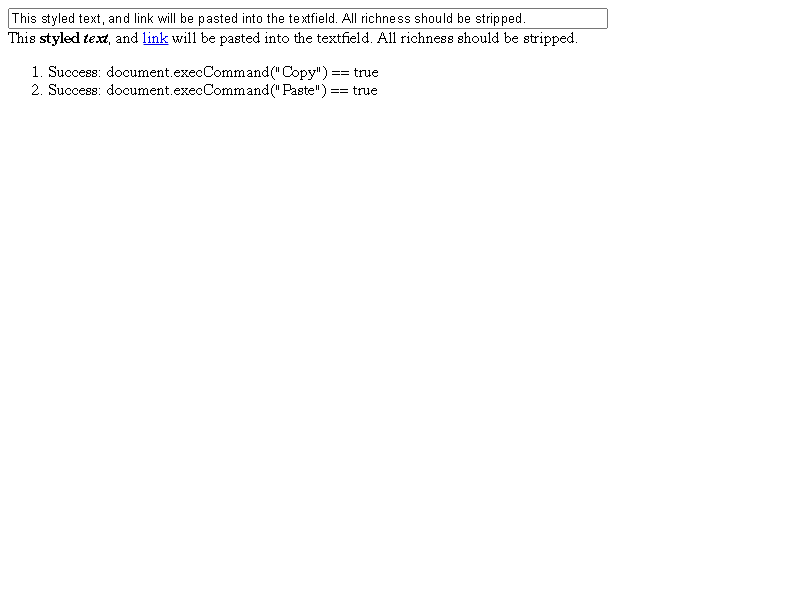 This styled text, and link will be pasted into the textfield. All richness should be stripped.
This styled text, and link will be pasted into the textfield. All richness should be stripped.
1. Success: document.execCommand("Copy") == true
2. Success: document.execCommand("Paste") == true